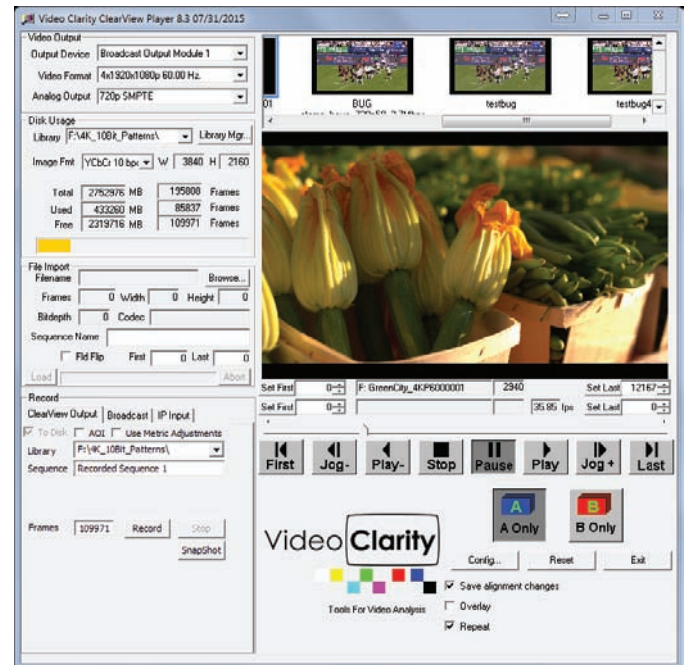 Video Clarity ClearView Player 8.3 07/31/2015
Video Output
Output Device Broadcast Output Module 1
Video Format 4x1920x1080p 60.00 Hz.
Analog Output 720p SMPTE
Disk Usage
Library F:\4K_10Bit_Patterns\ Library Mgr...
Image Fmt YCbCr 10 bpc W 3840 H 2160
Total 2752976 MB 195808 Frames
Used 433260 MB 85837 Frames
Free 2319716 MB 109971 Frames
File Import
Filename Browse...
Frames 0 Width 0 Height 0
Bitdepth 0 Codec
Sequence Name
Fld Flip First 0 Last 0
Load Abort
Record
ClearView Output Broadcast IP Input
To Disk AOI Use Metric Adjustments
Library F:\4K_10Bit_Patterns\
Sequence Recorded Sequence 1
Frames 109971 Record Stop
SnapShot
01 BUG testbug testbug4
Set First 0 F: GreenCity_4KP6000001 2940 Set Last 12167
Set First 0 35.85 fps Set Last 0
First Jog- Play- Stop Pause Play Jog + Last
A B
A Only B Only
Video Clarity
Tools For Video Analysis
Config... Reset Exit
Save alignment changes
Overlay
Repeat